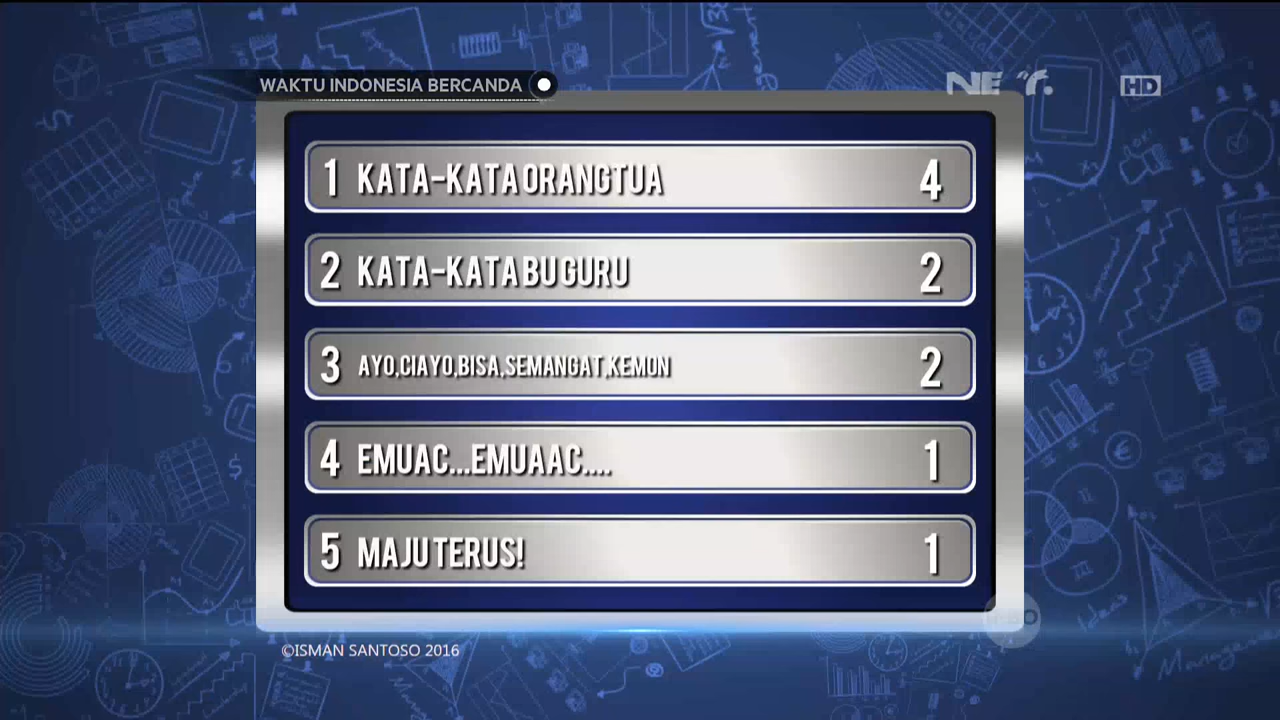 WAKTU INDONESIA BERCANDA
NET.
HD
1 KATA-KATA ORANGTUA 4
2 KATA-KATA BU GURU 2
3 AYO,CIAYO,BISA,SEMANGAT,KEMON 2
4 EMUAC...EMUAAC.... 1
5 MAJU TERUS! 1
©ISMAN SANTOSO 2016